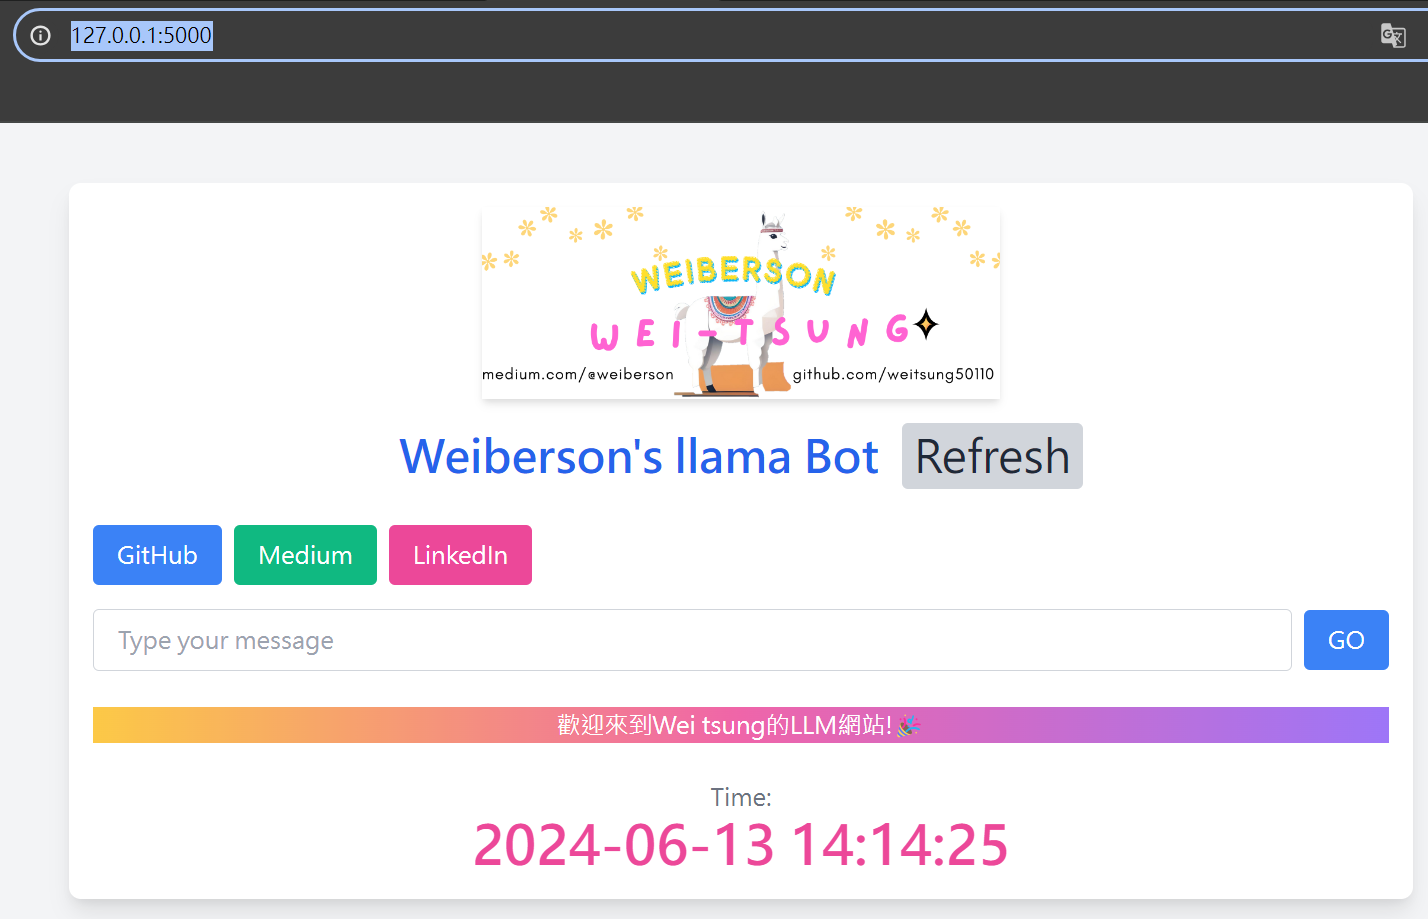 127.0.0.1:5000
WEIBERSON
WEI-TSUNG
medium.com/@weiberson github.com/weitsung50110
Weiberson's llama Bot Refresh
GitHub Medium LinkedIn
Type your message GO
歡迎來到Wei tsung的LLM網站!🎉
Time:
2024-06-13 14:14:25